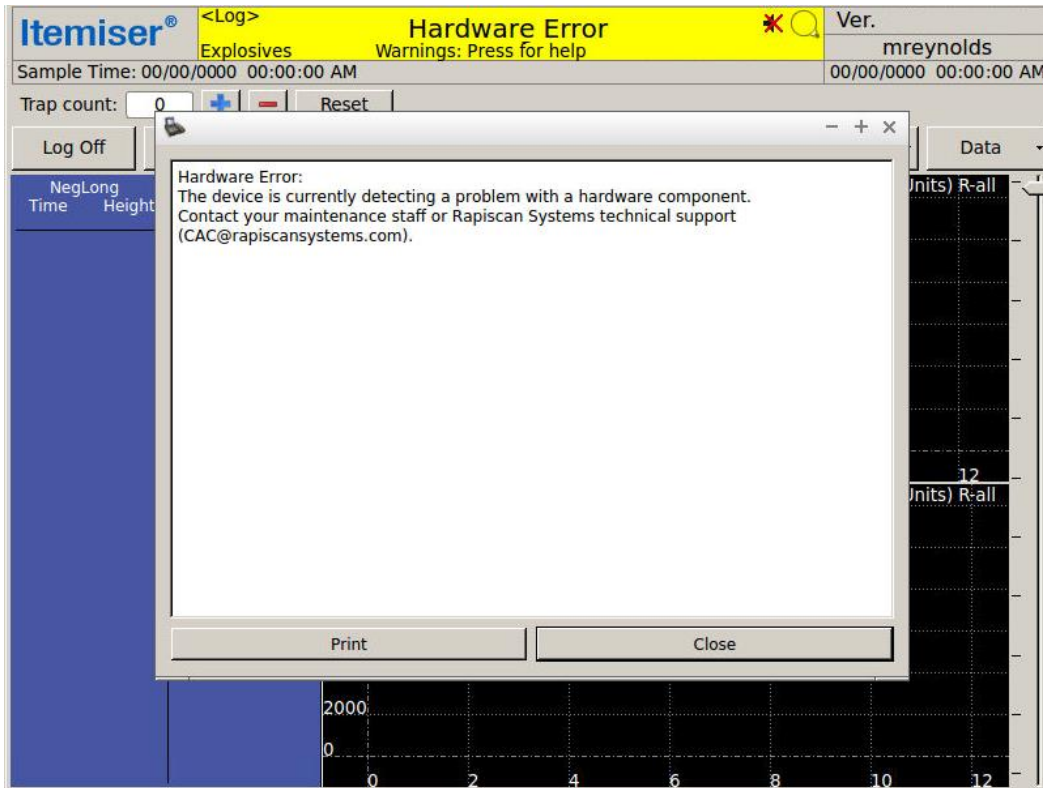 Itemiser®
<Log>
Hardware Error
Explosives
Warnings: Press for help
Ver.
mreynolds
Sample Time: 00/00/0000 00:00:00 AM
00/00/0000 00:00:00 AM
Trap count: 0
Reset
Log Off
Data
NegLong
Time Height
Hardware Error:
The device is currently detecting a problem with a hardware component.
Contact your maintenance staff or Rapiscan Systems technical support
(CAC@rapiscansystems.com).
Print
Close
R-all
12
R-all
2000
0
0 2 4 6 8 10 12